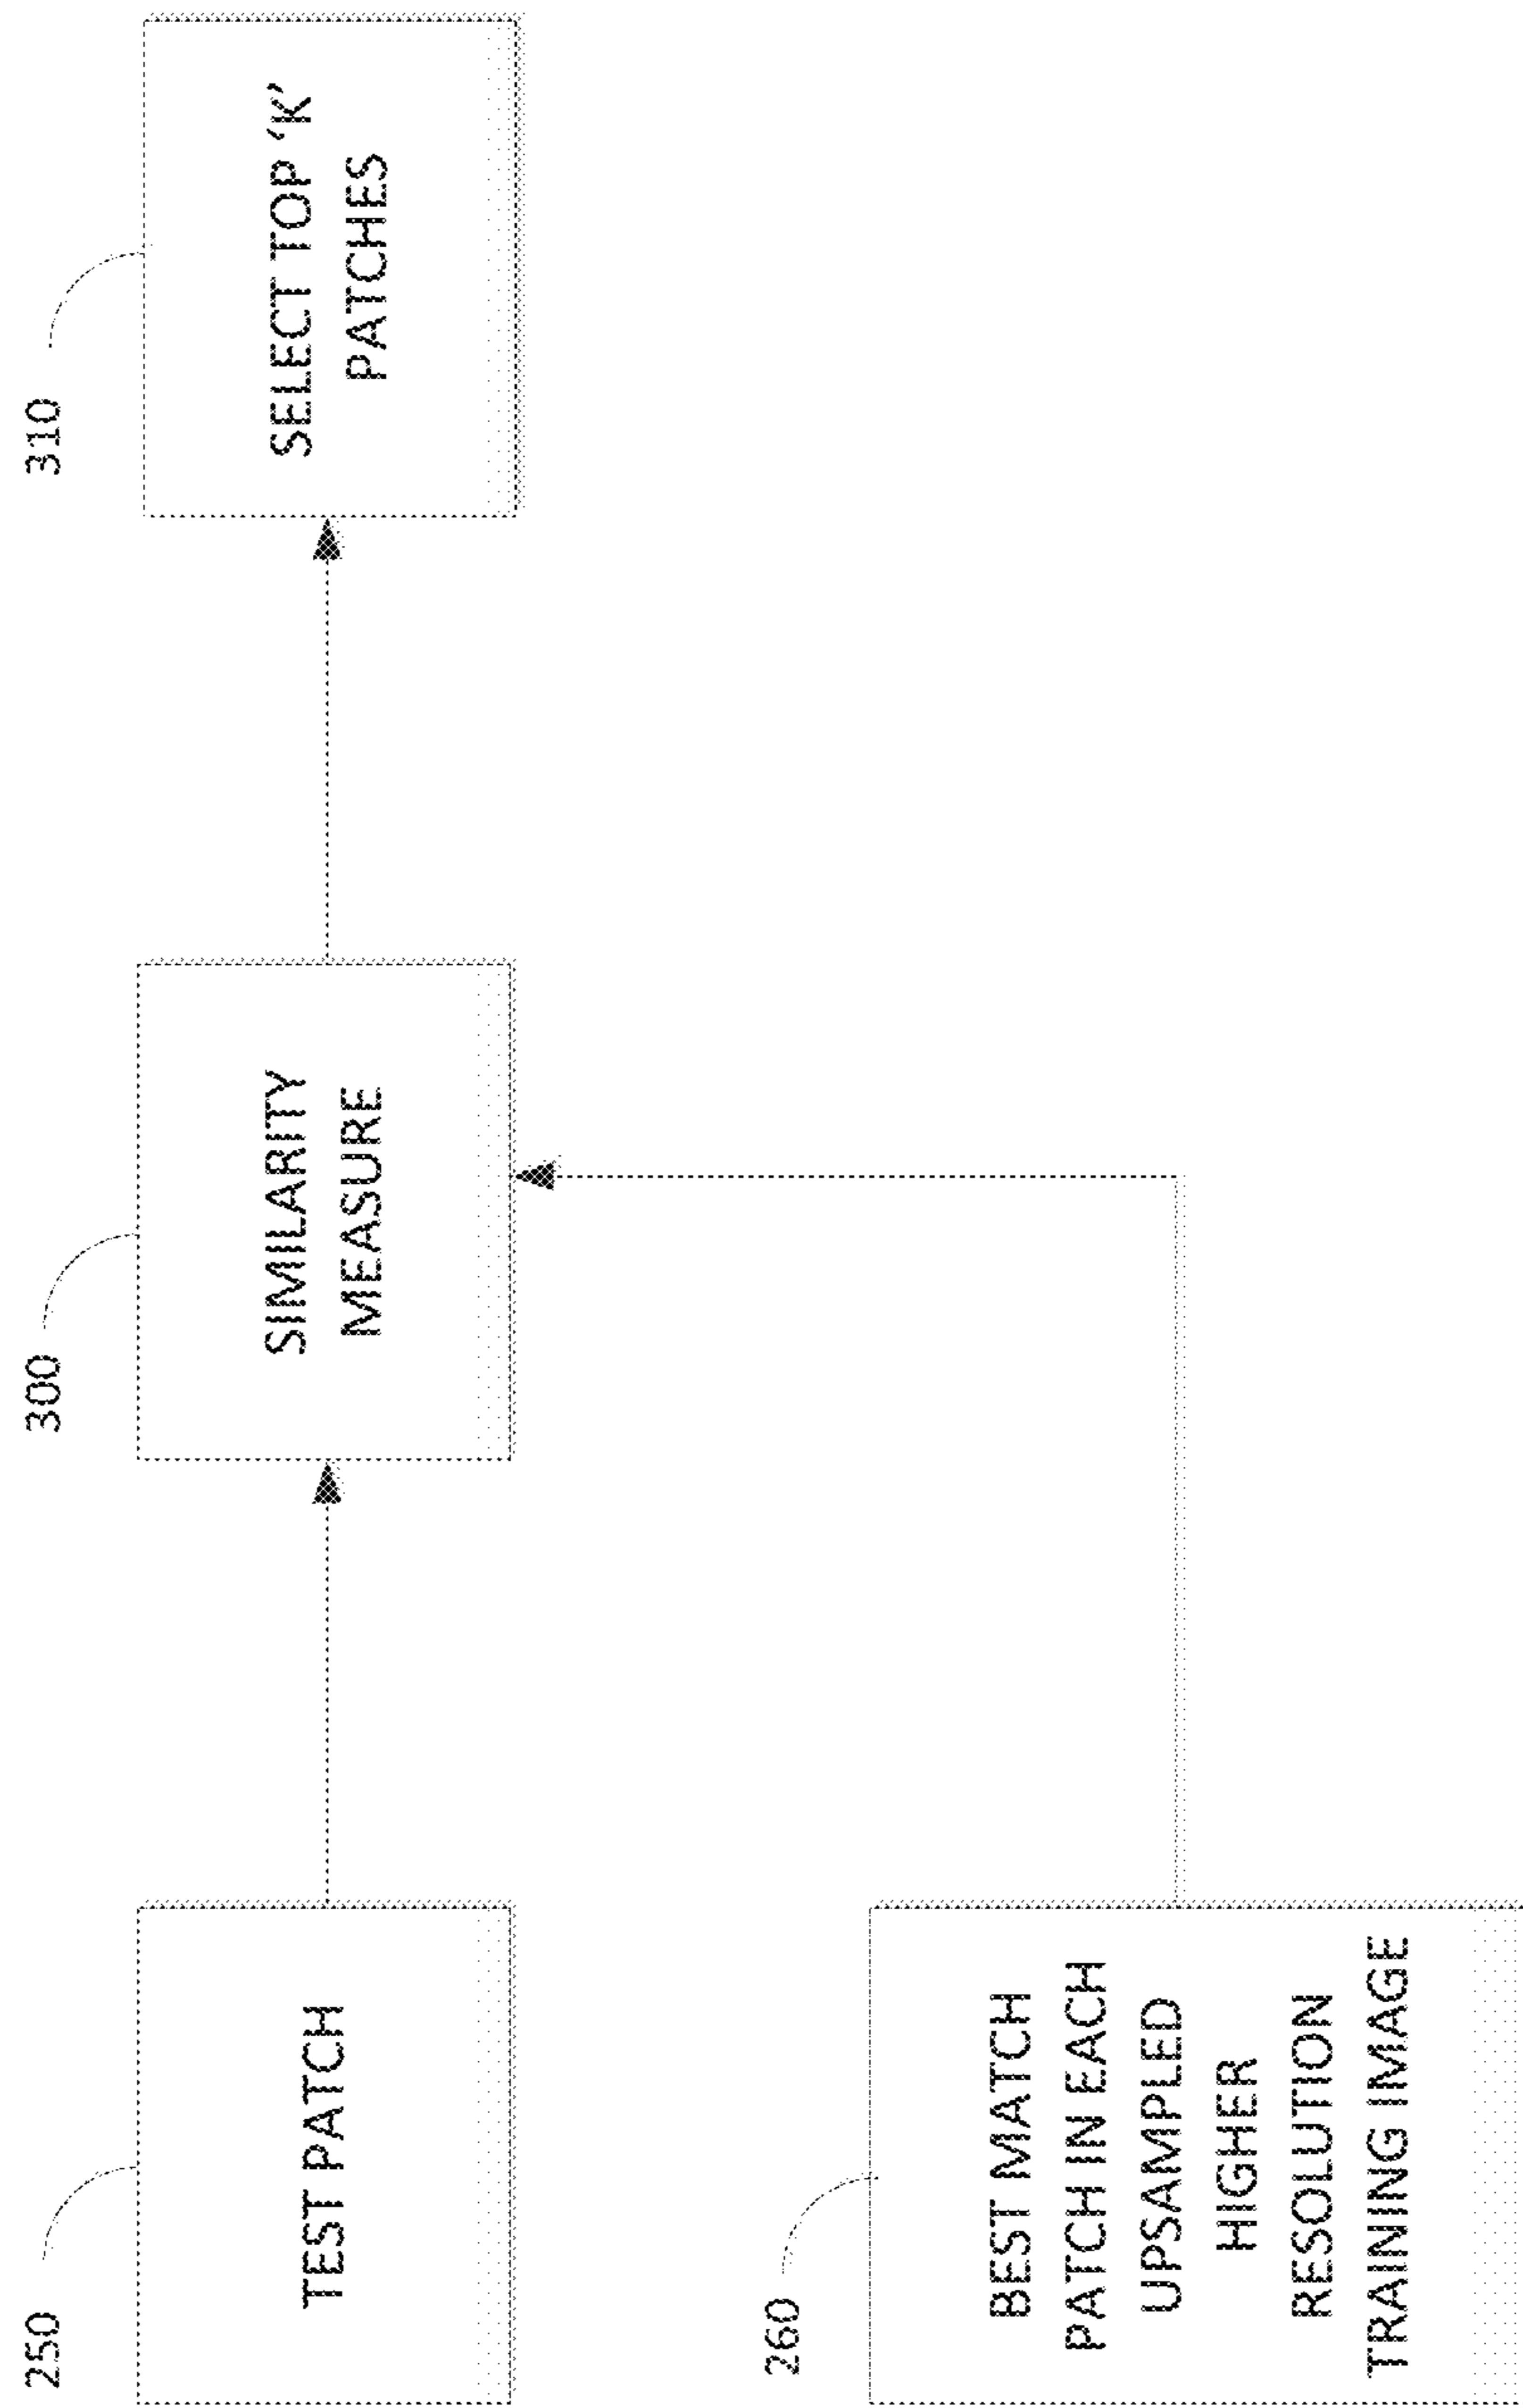 250
TEST PATCH
300
SIMILARITY
MEASURE
310
SELECT TOP ‘K’
PATCHES
260
BEST MATCH
PATCH IN EACH
UPSAMPLED
HIGHER
RESOLUTION
TRAINING IMAGE